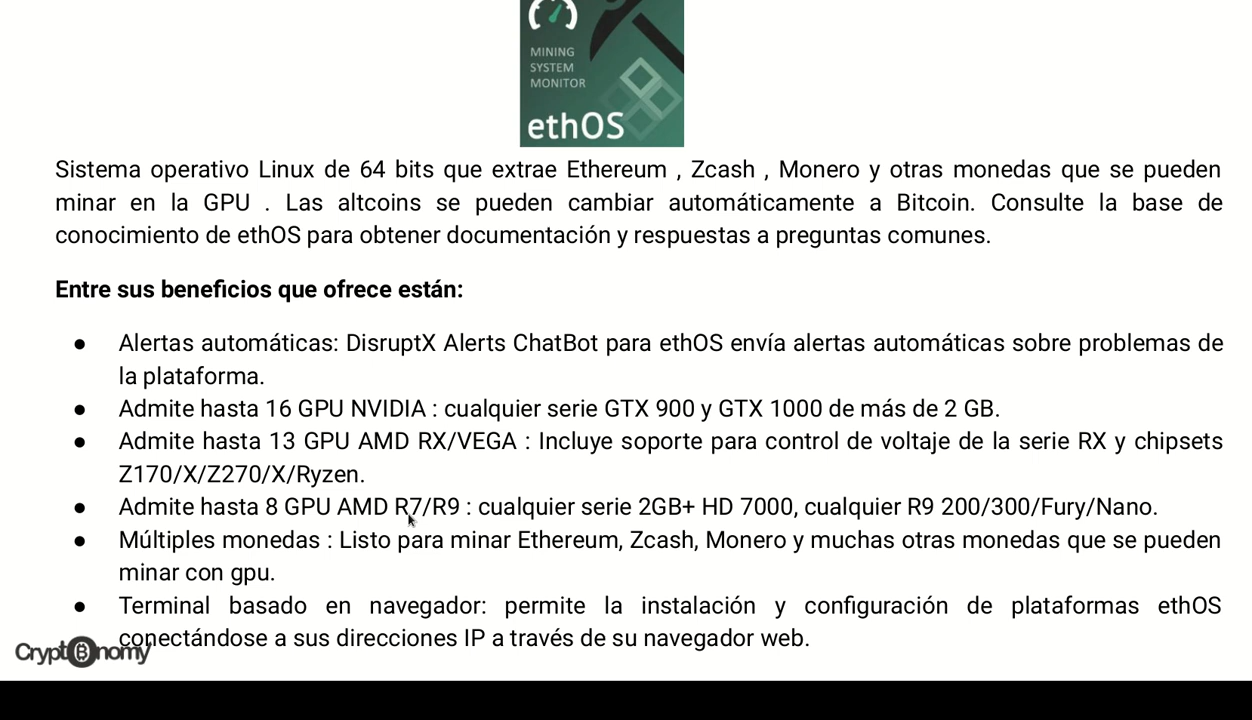 MINING
SYSTEM
MONITOR
ethOS
Sistema operativo Linux de 64 bits que extrae Ethereum , Zcash , Monero y otras monedas que se pueden
minar en la GPU . Las altcoins se pueden cambiar automáticamente a Bitcoin. Consulte la base de
conocimiento de ethOS para obtener documentación y respuestas a preguntas comunes.
Entre sus beneficios que ofrece están:
● Alertas automáticas: DisruptX Alerts ChatBot para ethOS envía alertas automáticas sobre problemas de
la plataforma.
● Admite hasta 16 GPU NVIDIA : cualquier serie GTX 900 y GTX 1000 de más de 2 GB.
● Admite hasta 13 GPU AMD RX/VEGA : Incluye soporte para control de voltaje de la serie RX y chipsets
Z170/X/Z270/X/Ryzen.
● Admite hasta 8 GPU AMD R7/R9 : cualquier serie 2GB+ HD 7000, cualquier R9 200/300/Fury/Nano.
● Múltiples monedas : Listo para minar Ethereum, Zcash, Monero y muchas otras monedas que se pueden
minar con gpu.
● Terminal basado en navegador: permite la instalación y configuración de plataformas ethOS
conectándose a sus direcciones IP a través de su navegador web.
Cryptonomy